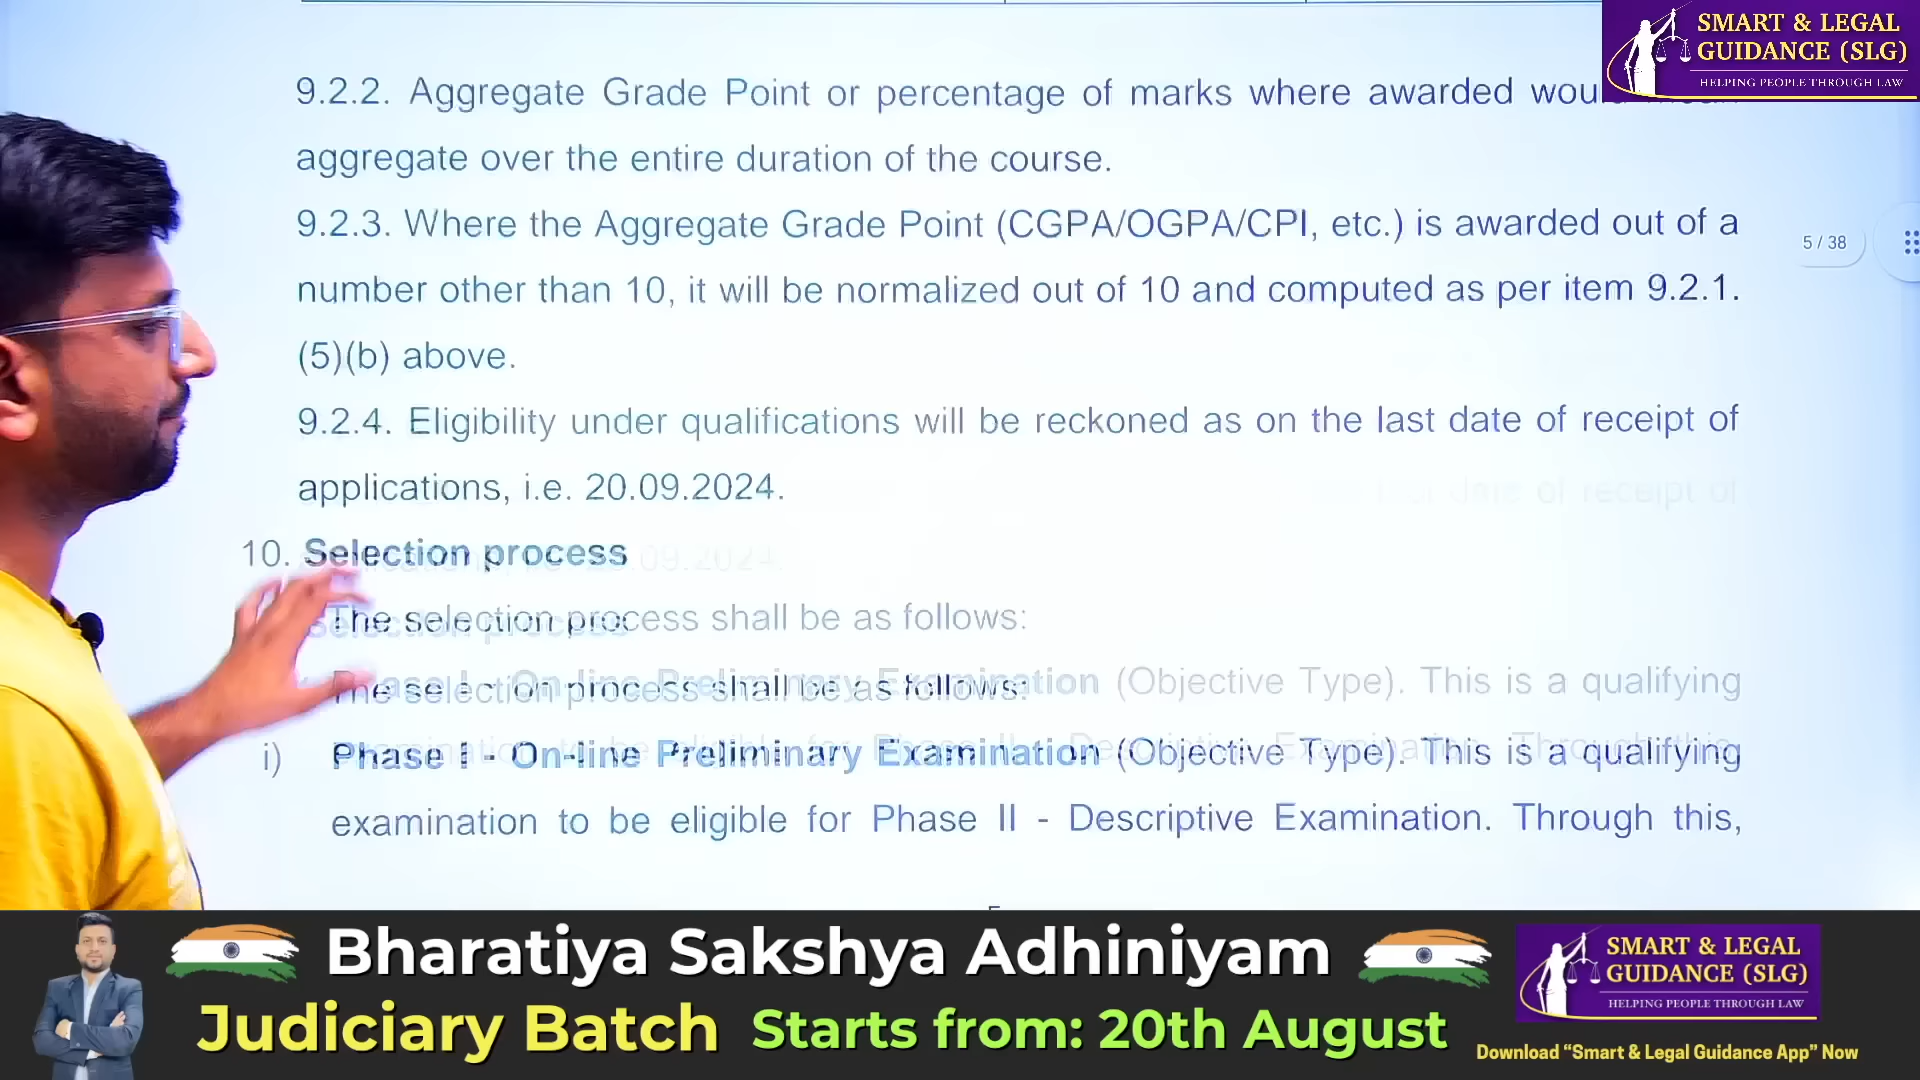 SMART & LEGAL
GUIDANCE (SLG)
HELPING PEOPLE THROUGH LAW
9.2.2. Aggregate Grade Point or percentage of marks where awarded
aggregate over the entire duration of the course.
9.2.3. Where the Aggregate Grade Point (CGPA/OGPA/CPI, etc.) is awarded out of a
number other than 10, it will be normalized out of 10 and computed as per item 9.2.1.
(5)(b) above.
5 / 38
9.2.4. Eligibility under qualifications will be reckoned as on the last date of receipt of
applications, i.e. 20.09.2024.
10. Selection process
The selection process shall be as follows:
i) Phase I - On-line Preliminary Examination (Objective Type). This is a qualifying
examination to be eligible for Phase II - Descriptive Examination. Through this,
Bharatiya Sakshya Adhiniyam
Judiciary Batch Starts from: 20th August
SMART & LEGAL
GUIDANCE (SLG)
HELPING PEOPLE THROUGH LAW
Download “Smart & Legal Guidance App” Now